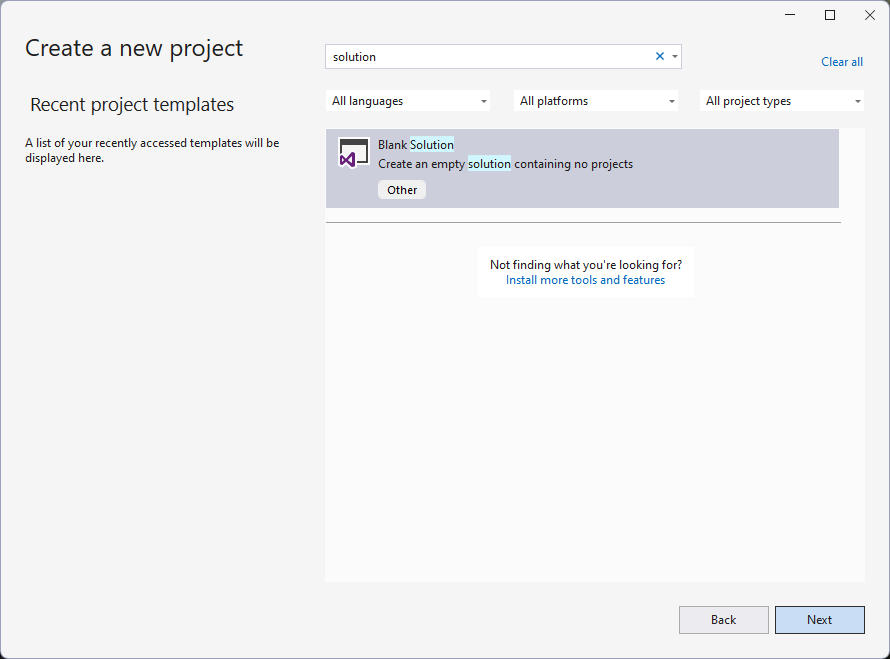 Create a new project
solution
Clear all
Recent project templates
All languages
All platforms
All project types
A list of your recently accessed templates will be
displayed here.
Blank Solution
Create an empty solution containing no projects
Other
Not finding what you're looking for?
Install more tools and features
Back
Next